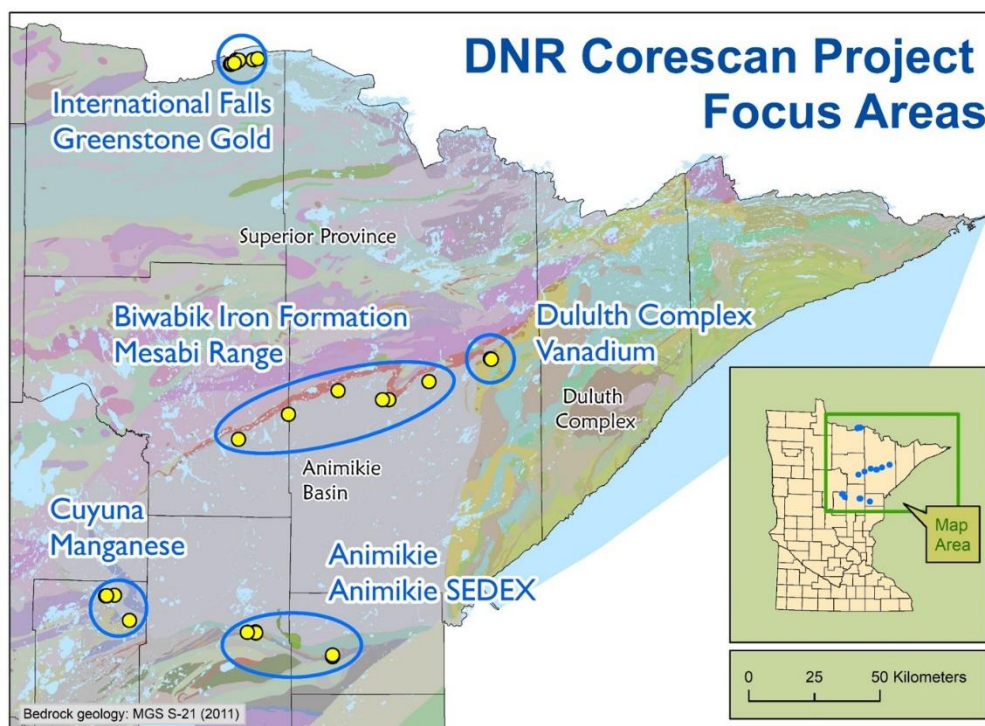 DNR Corescan Project
Focus Areas
International Falls
Greenstone Gold
Superior Province
Biwabik Iron Formation
Mesabi Range
Dululth Complex
Vanadium
Duluth
Complex
Animikie
Basin
Cuyuna
Manganese
Animikie
Animikie SEDEX
Map
Area
0 25 50 Kilometers
Bedrock geology: MGS S-21 (2011)